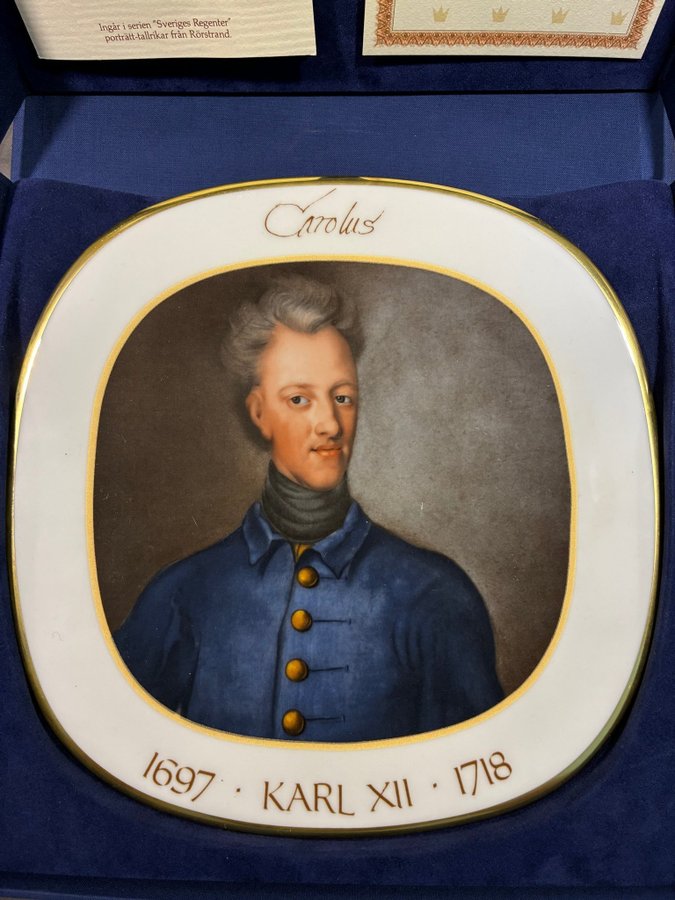 Ingår i serien "Sveriges Regenter"
porträtt-tallrikar från Rörstrand.
Carolus
1697 · KARL XII · 1718